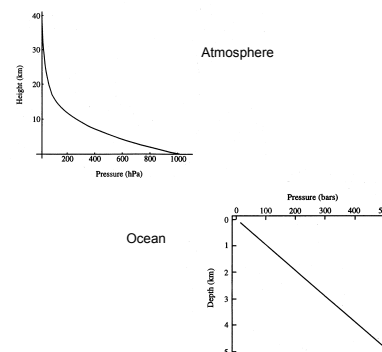 40
30
20
10
Height (km)
200 400 600 800 1000
Pressure (hPa)
Atmosphere
Ocean
Pressure (bars)
0 100 200 300 400
0
1
2
3
4
5
Depth (km)